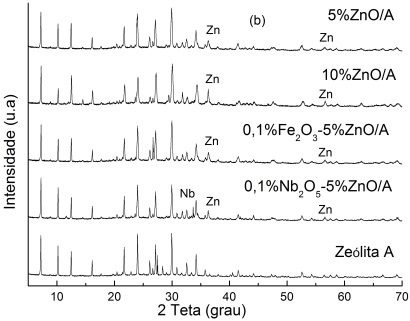 (b)
5%ZnO/A
Zn
Zn
10%ZnO/A
Zn
Zn
0,1%Fe₂O₃-5%ZnO/A
Zn
Zn
0,1%Nb₂O₅-5%ZnO/A
Nb
Zn
Zn
Zeólita A
Intensidade (u.a)
10 20 30 40 50 60 70
2 Teta (grau)